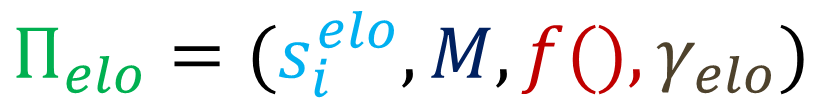 Π_elo = (s_i^elo, M, f(), γ_elo)